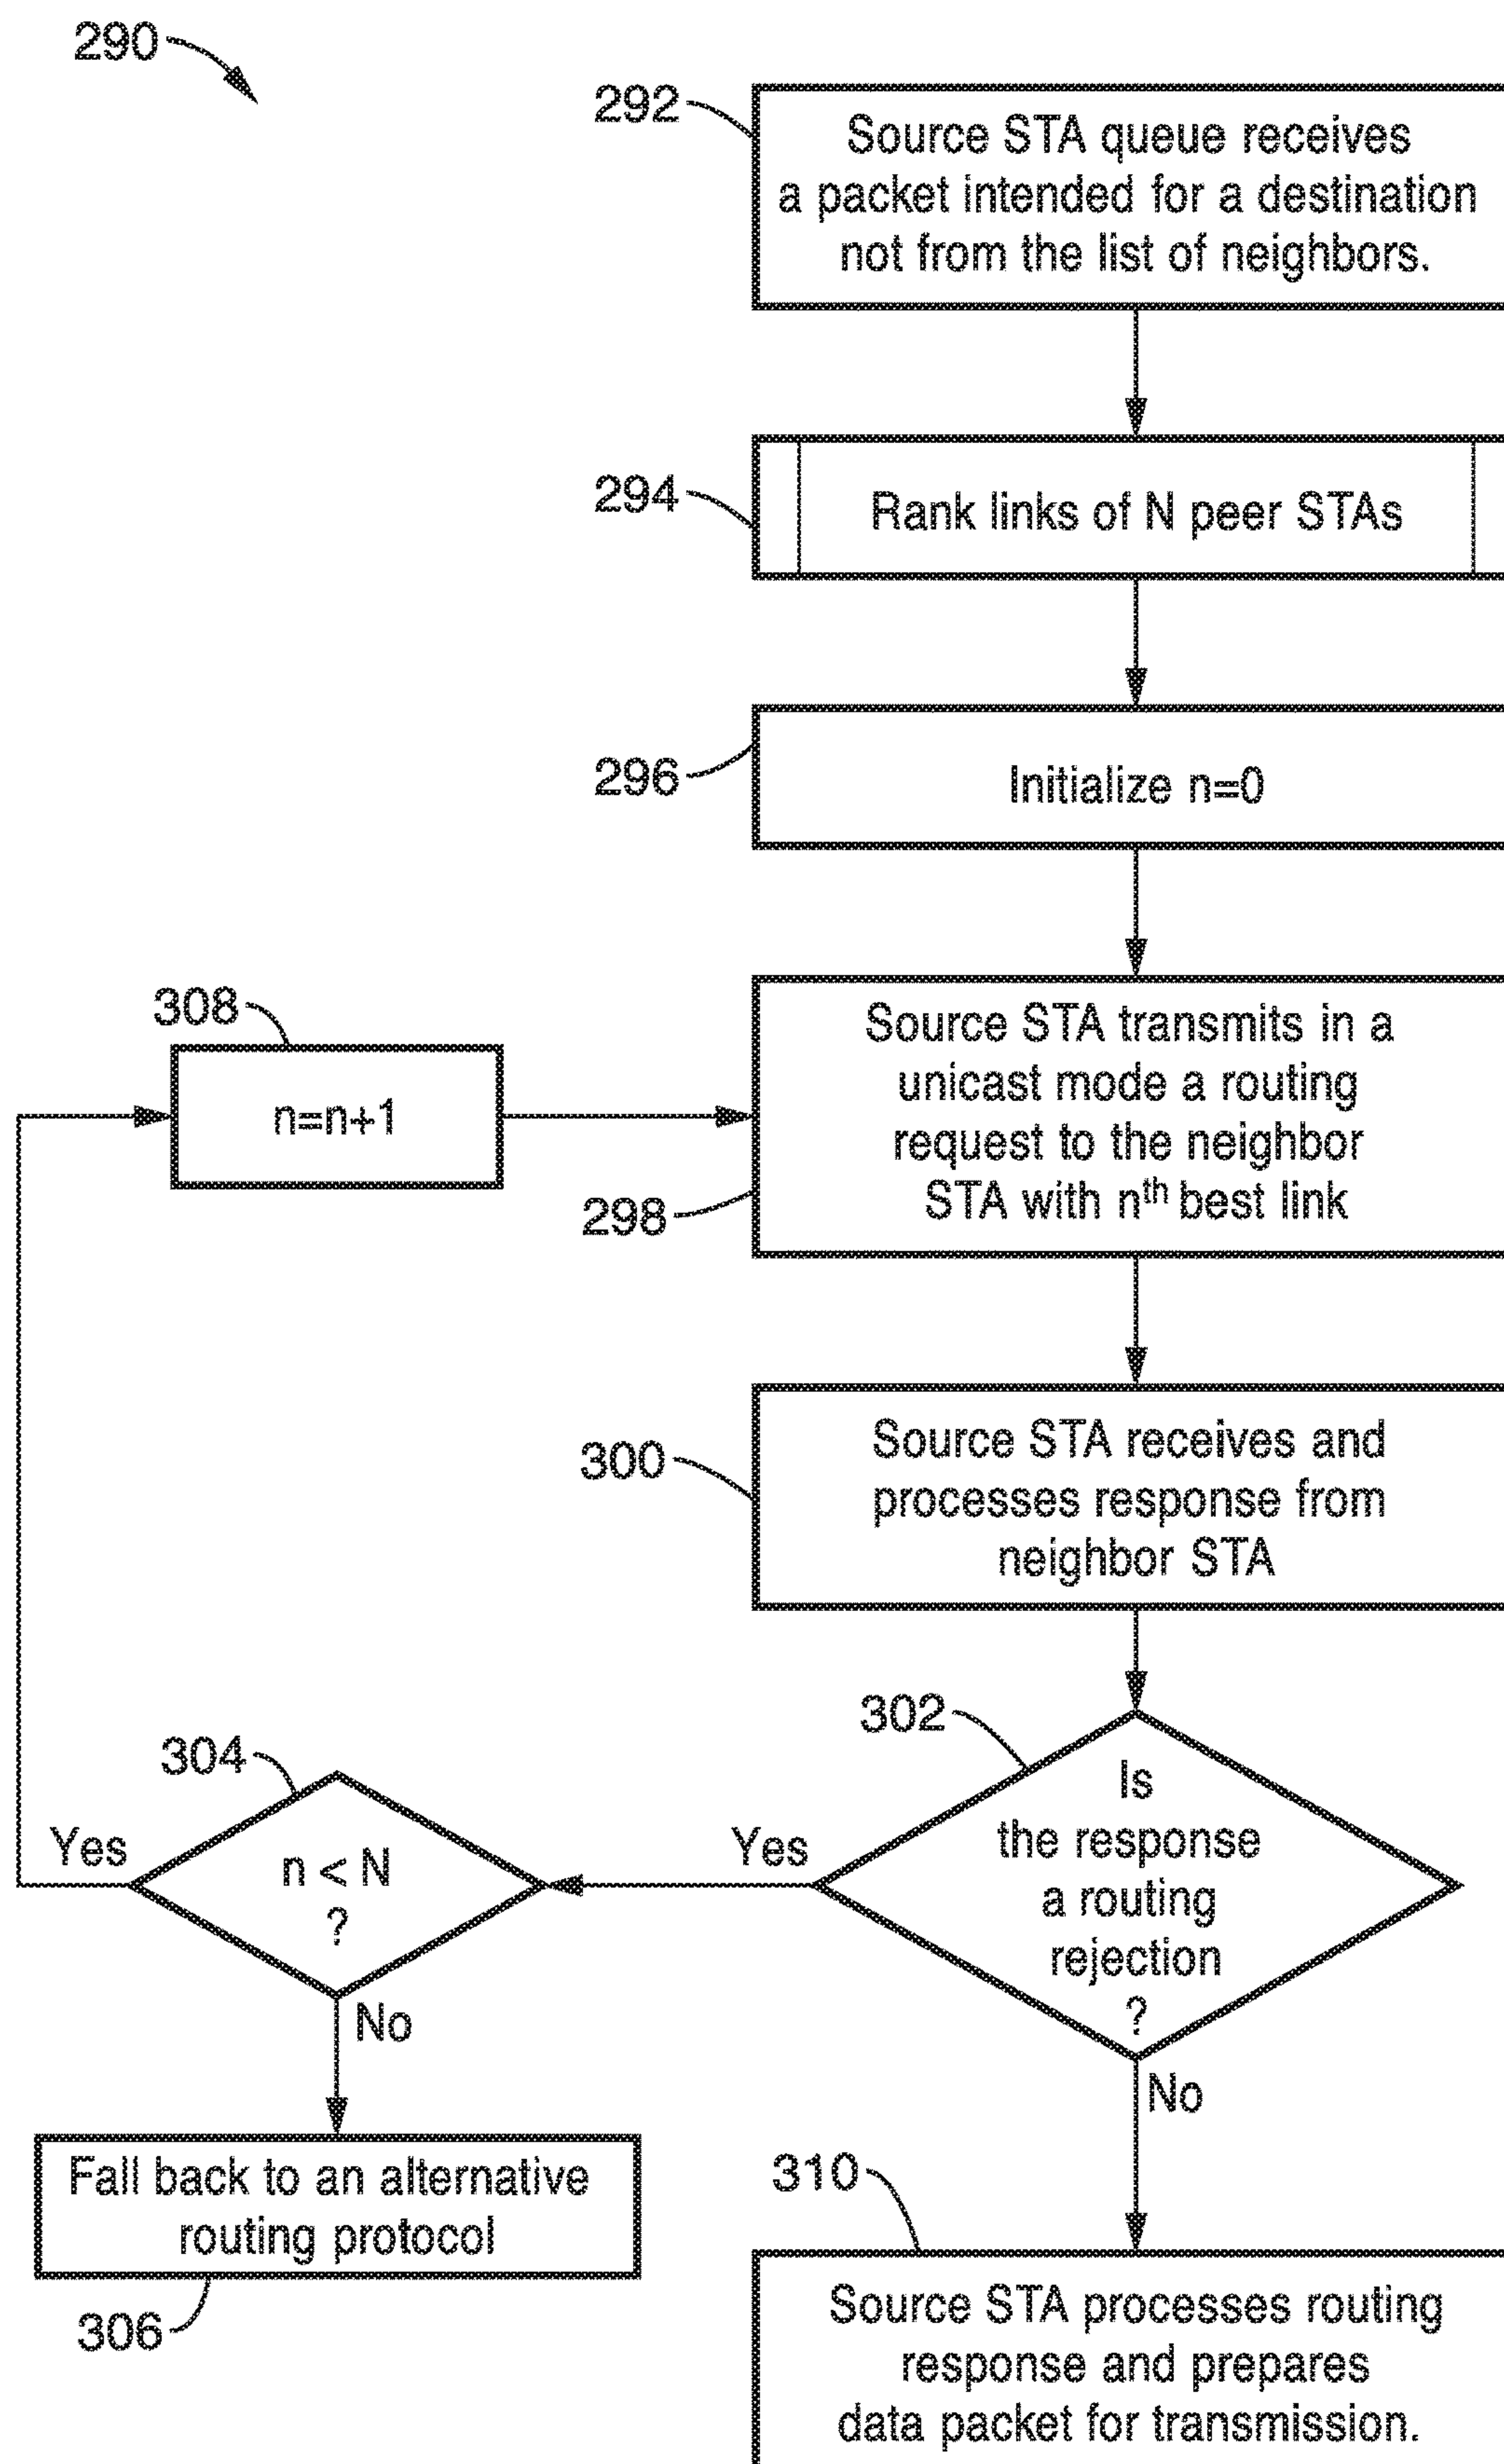 290
292
Source STA queue receives
a packet intended for a destination
not from the list of neighbors.
294
Rank links of N peer STAs
296
Initialize n=0
308
n=n+1
Source STA transmits in a
unicast mode a routing
request to the neighbor
STA with nth best link
298
300
Source STA receives and
processes response from
neighbor STA
302
Is
the response
a routing
rejection
?
Yes
No
304
n < N
?
Yes
No
Fall back to an alternative
routing protocol
306
310
Source STA processes routing
response and prepares
data packet for transmission.